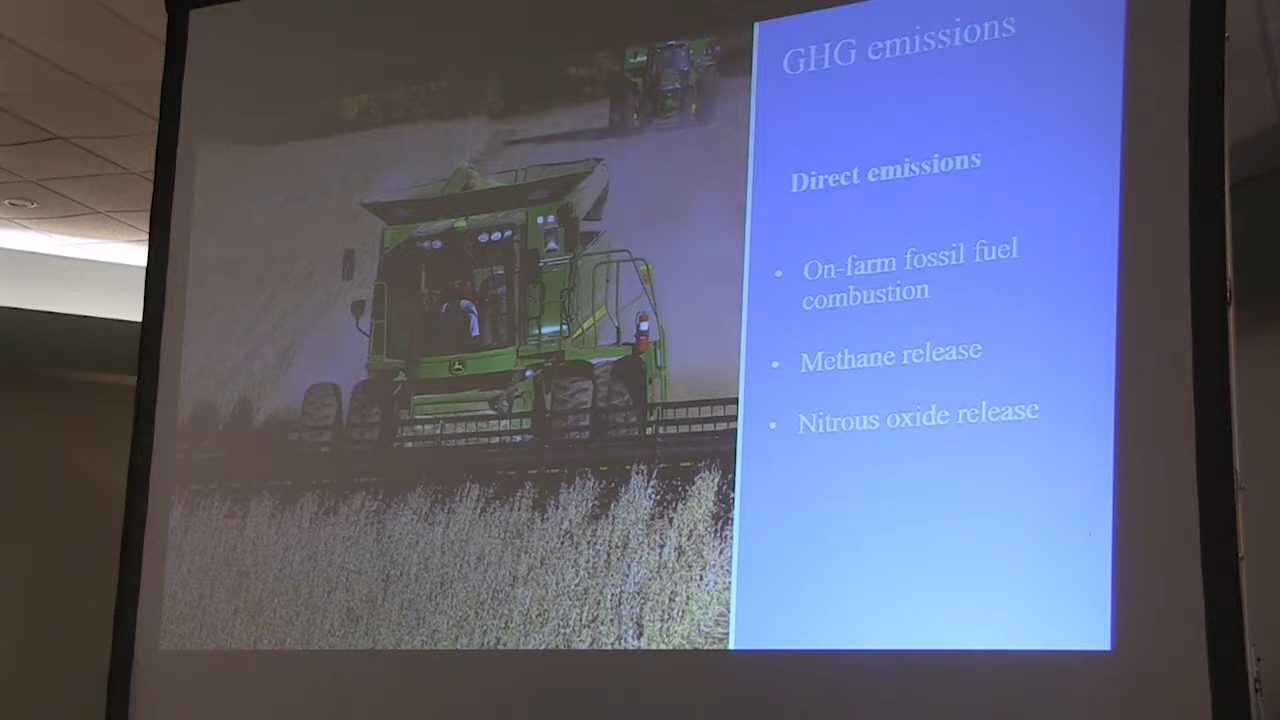 GHG emissions
Direct emissions
• On-farm fossil fuel
combustion
• Methane release
• Nitrous oxide release